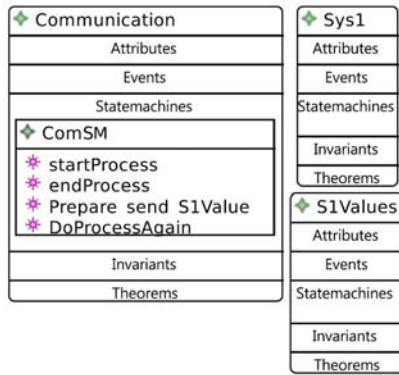 Communication
Attributes
Events
Statemachines
ComSM
startProcess
endProcess
Prepare send S1Value
DoProcessAgain
Invariants
Theorems
Sys1
Attributes
Events
Statemachines
Invariants
Theorems
S1Values
Attributes
Events
Statemachines
Invariants
Theorems